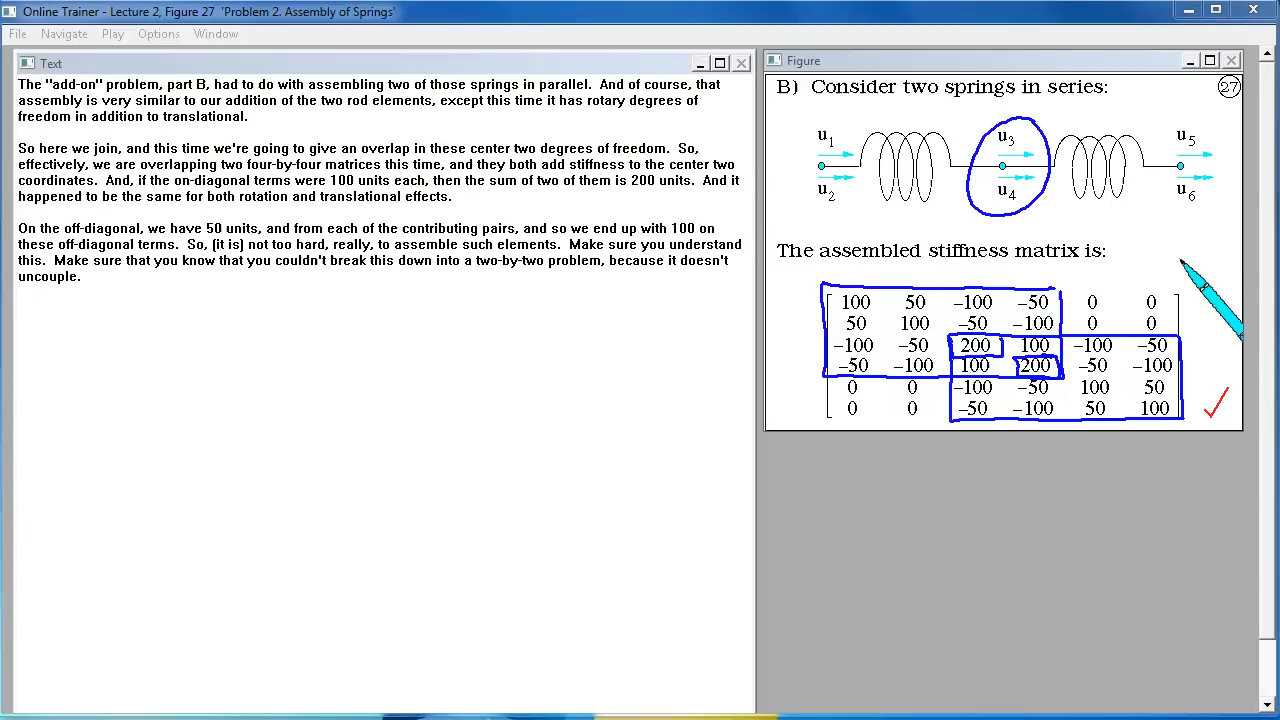 Online Trainer - Lecture 2, Figure 27 'Problem 2. Assembly of Springs'
File Navigate Play Options Window
Text
The "add-on" problem, part B, had to do with assembling two of those springs in parallel. And of course, that
assembly is very similar to our addition of the two rod elements, except this time it has rotary degrees of
freedom in addition to translational.
So here we join, and this time we're going to give an overlap in these center two degrees of freedom. So,
effectively, we are overlapping two four-by-four matrices this time, and they both add stiffness to the center two
coordinates. And, if the on-diagonal terms were 100 units each, then the sum of two of them is 200 units. And it
happened to be the same for both rotation and translational effects.
On the off-diagonal, we have 50 units, and from each of the contributing pairs, and so we end up with 100 on
these off-diagonal terms. So, (it is) not too hard, really, to assemble such elements. Make sure you understand
this. Make sure that you know that you couldn't break this down into a two-by-two problem, because it doesn't
uncouple.
Figure
B) Consider two springs in series:
27
u1 u3 u5
u2 u4 u6
The assembled stiffness matrix is:
100 50 -100 -50 0 0
50 100 -50 -100 0 0
-100 -50 200 100 -100 -50
-50 -100 100 200 -50 -100
0 0 -100 -50 100 50
0 0 -50 -100 50 100